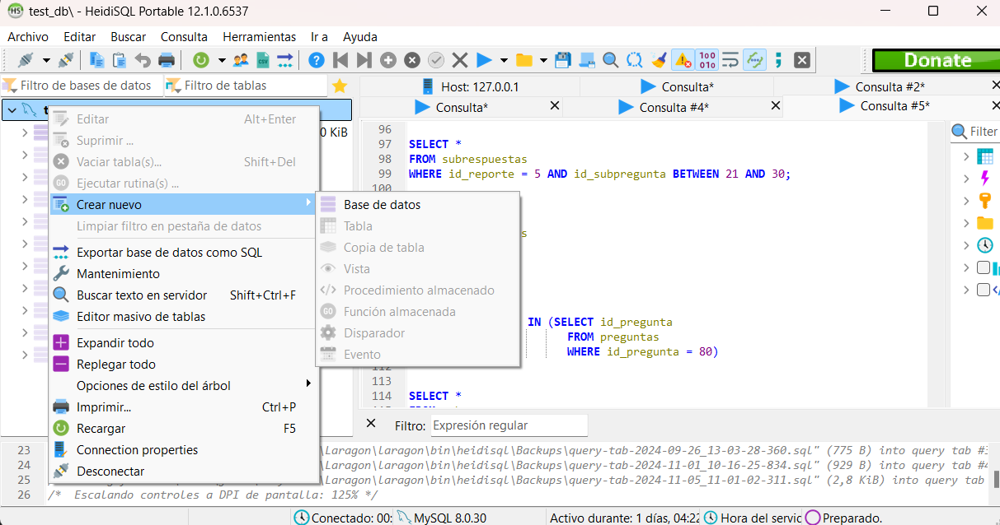 test_db\ - HeidiSQL Portable 12.1.0.6537
Archivo Editar Buscar Consulta Herramientas Ir a Ayuda
Donate
Filtro de bases de datos Filtro de tablas
Host: 127.0.0.1 Consulta* Consulta #2*
Consulta* Consulta #4* Consulta #5*
0 KiB
Editar Alt+Enter
Suprimir ...
Vaciar tabla(s)... Shift+Del
Ejecutar rutina(s) ...
Crear nuevo
Limpiar filtro en pestaña de datos
Exportar base de datos como SQL
Mantenimiento
Buscar texto en servidor Shift+Ctrl+F
Editor masivo de tablas
Expandir todo
Replegar todo
Opciones de estilo del árbol
Imprimir... Ctrl+P
Recargar F5
Connection properties
Desconectar
Base de datos
Tabla
Copia de tabla
Vista
Procedimiento almacenado
Función almacenada
Disparador
Evento
96
97 SELECT *
98 FROM subrespuestas
99 WHERE id_reporte = 5 AND id_subpregunta BETWEEN 21 AND 30;
100
s
IN (SELECT id_pregunta
FROM preguntas
WHERE id_pregunta = 80)
112
113
114 SELECT *
Filter
Filtro: Expresión regular
23 \Laragon\laragon\bin\heidisql\Backups\query-tab-2024-09-26_13-03-28-360.sql" (775 B) into query tab #3
24 \Laragon\laragon\bin\heidisql\Backups\query-tab-2024-11-01_10-16-25-834.sql" (929 B) into query tab #4
25 \Laragon\laragon\bin\heidisql\Backups\query-tab-2024-11-05_11-01-02-311.sql" (2,8 KiB) into query tab
26 /* Escalando controles a DPI de pantalla: 125% */
Conectado: 00: MySQL 8.0.30 Activo durante: 1 días, 04:22 Hora del servic Preparado.